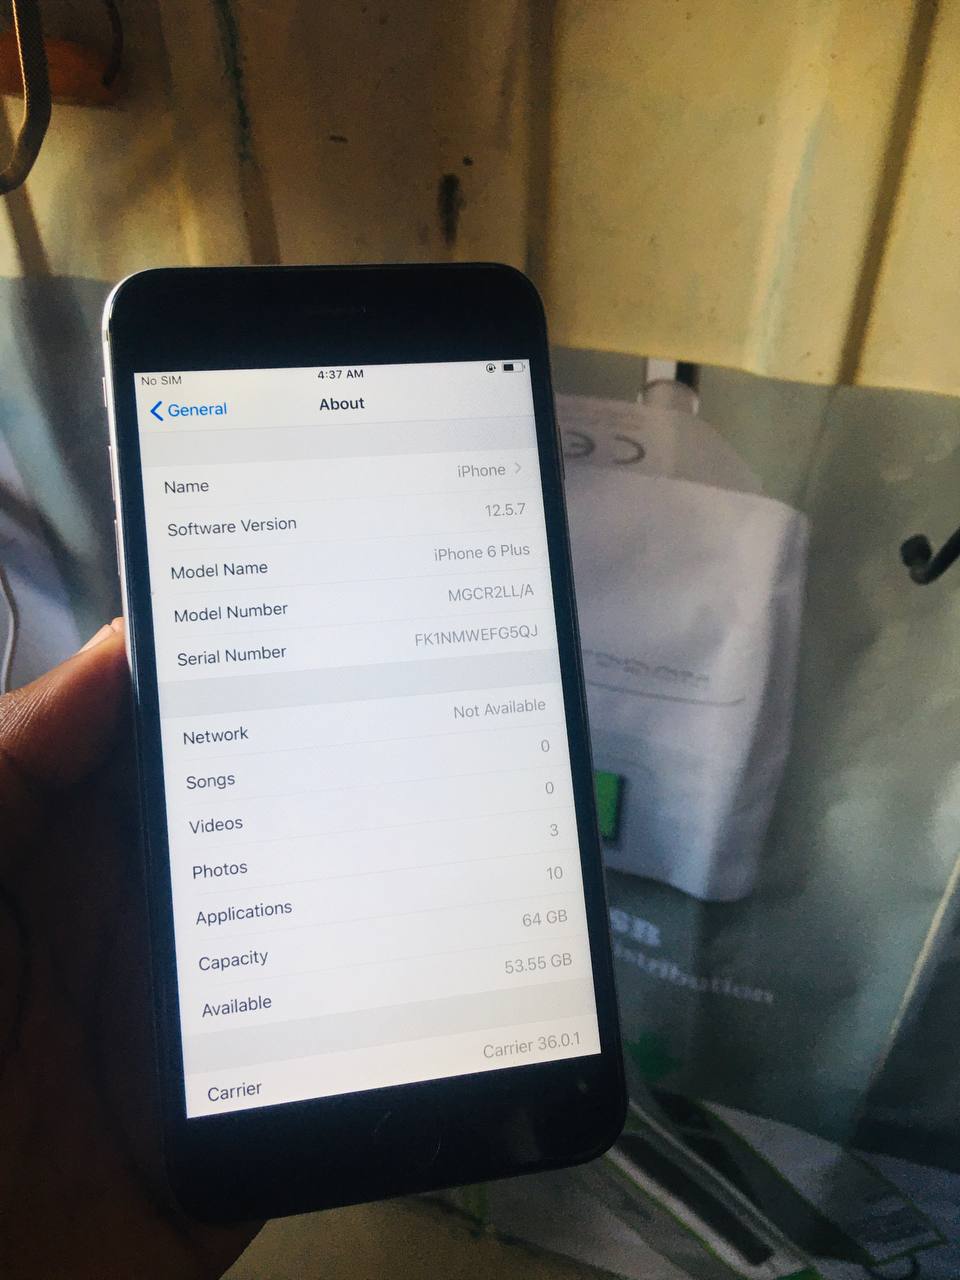 No SIM 4:37 AM
General About
Name iPhone
Software Version 12.5.7
Model Name iPhone 6 Plus
Model Number MGCR2LL/A
Serial Number FK1NMWEFG5QJ
Network Not Available
Songs 0
Videos 0
Photos 3
Applications 10
Capacity 64 GB
Available 53.55 GB
Carrier Carrier 36.0.1
CE